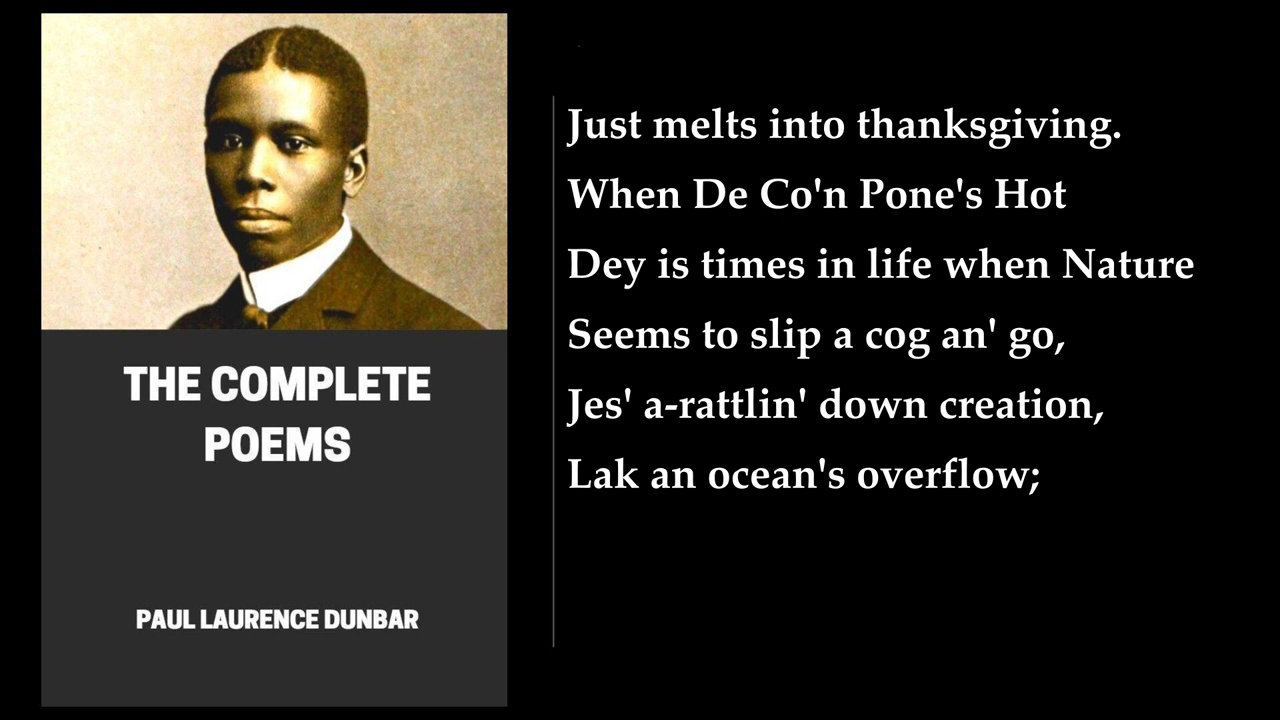 THE COMPLETE
POEMS
PAUL LAURENCE DUNBAR
Just melts into thanksgiving.
When De Co'n Pone's Hot
Dey is times in life when Nature
Seems to slip a cog an' go,
Jes' a-rattlin' down creation,
Lak an ocean's overflow;